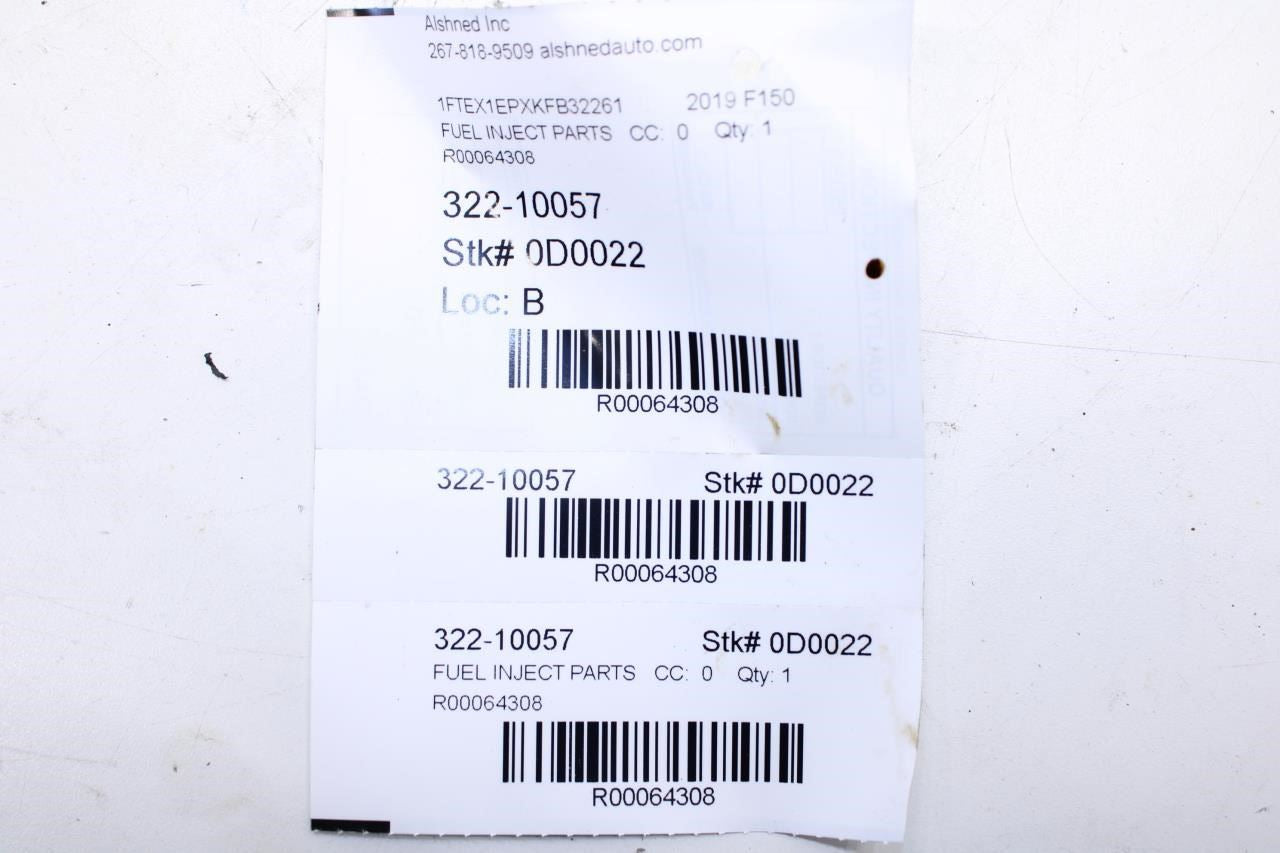 Alshned Inc
267-818-9509 alshnedauto.com
1FTEX1EPXKFB32261 2019 F150
FUEL INJECT PARTS CC: 0 Qty: 1
R00064308
322-10057
Stk# 0D0022
Loc: B
R00064308
322-10057 Stk# 0D0022
R00064308
322-10057 Stk# 0D0022
FUEL INJECT PARTS CC: 0 Qty: 1
R00064308
R00064308